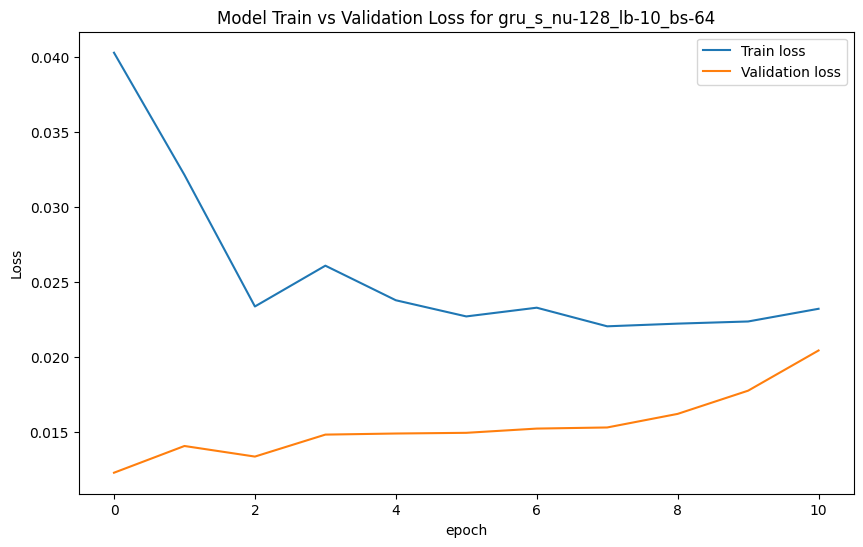 Model Train vs Validation Loss for gru_s_nu-128_lb-10_bs-64
Train loss
Validation loss
0.040
0.035
0.030
0.025
0.020
0.015
Loss
0
2
4
6
8
10
epoch